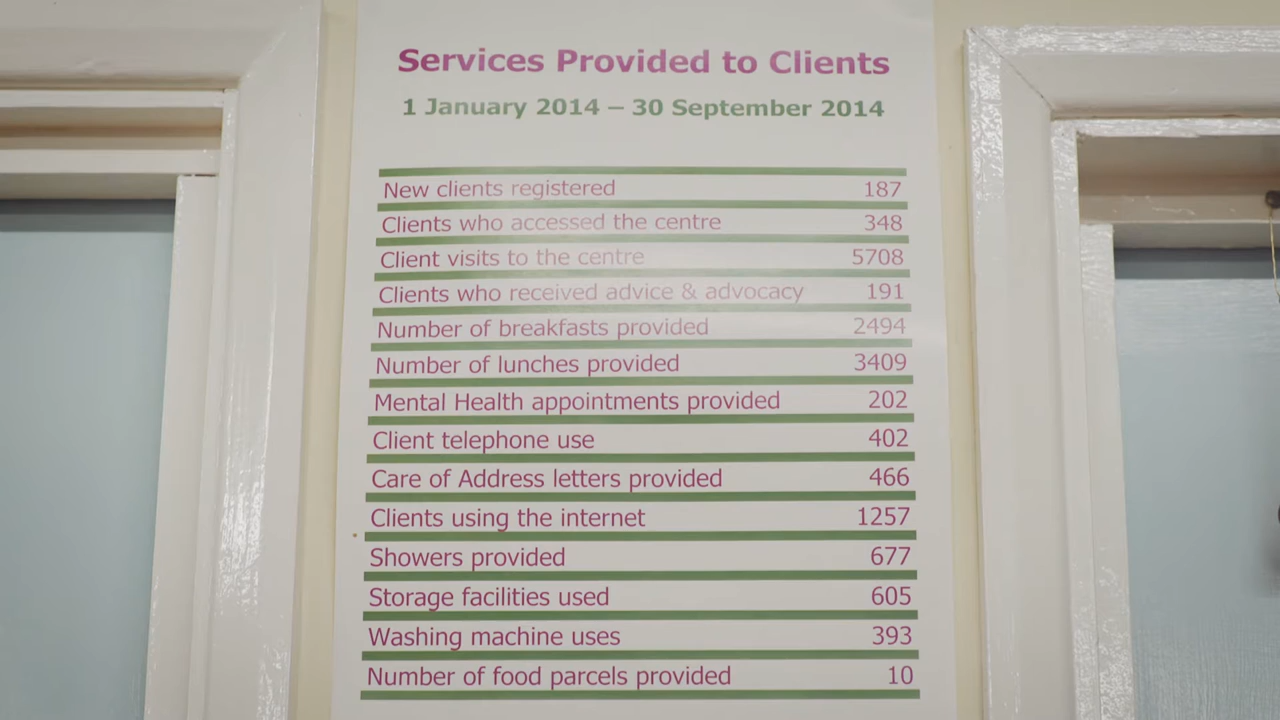 Services Provided to Clients
1 January 2014 – 30 September 2014
New clients registered 187
Clients who accessed the centre 348
Client visits to the centre 5708
Clients who received advice & advocacy 191
Number of breakfasts provided 2494
Number of lunches provided 3409
Mental Health appointments provided 202
Client telephone use 402
Care of Address letters provided 466
Clients using the internet 1257
Showers provided 677
Storage facilities used 605
Washing machine uses 393
Number of food parcels provided 10